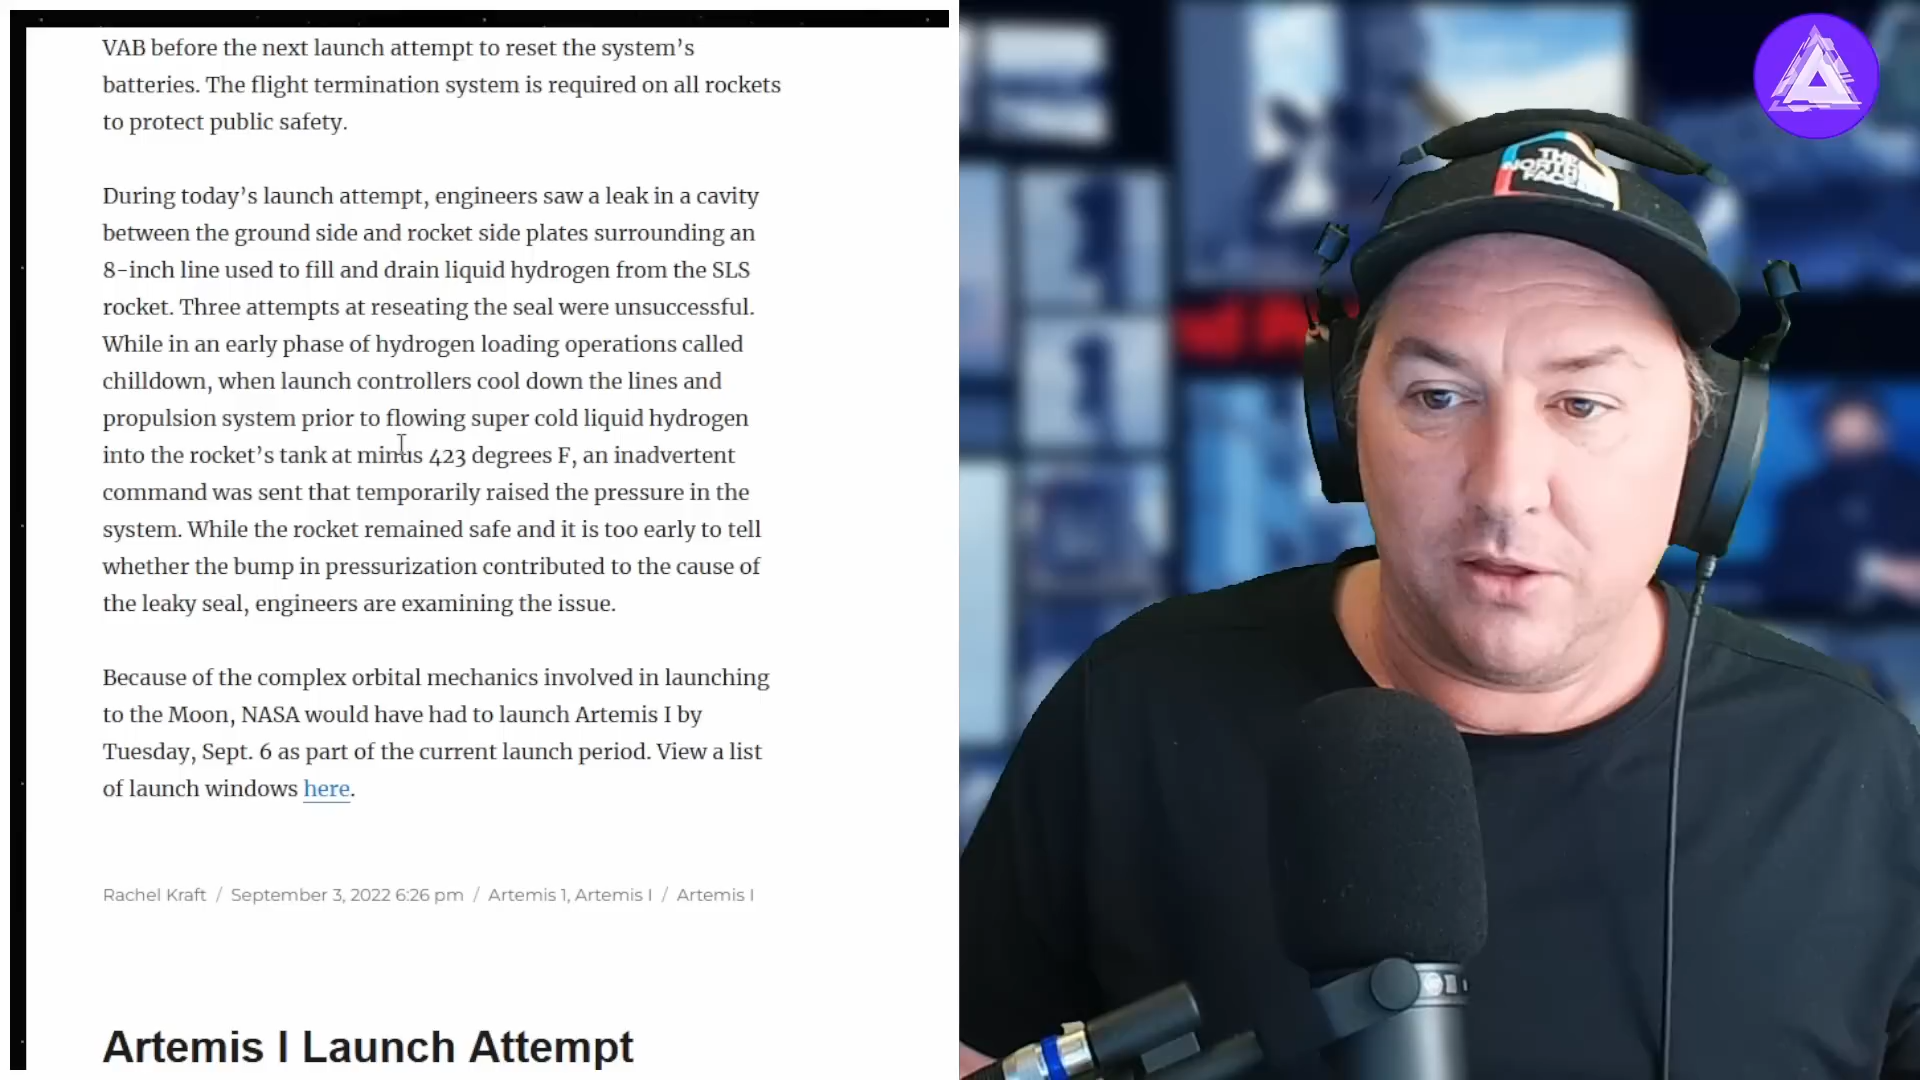 VAB before the next launch attempt to reset the system's
batteries. The flight termination system is required on all rockets
to protect public safety.
During today's launch attempt, engineers saw a leak in a cavity
between the ground side and rocket side plates surrounding an
8-inch line used to fill and drain liquid hydrogen from the SLS
rocket. Three attempts at reseating the seal were unsuccessful.
While in an early phase of hydrogen loading operations called
chilldown, when launch controllers cool down the lines and
propulsion system prior to flowing super cold liquid hydrogen
into the rocket's tank at minus 423 degrees F, an inadvertent
command was sent that temporarily raised the pressure in the
system. While the rocket remained safe and it is too early to tell
whether the bump in pressurization contributed to the cause of
the leaky seal, engineers are examining the issue.
Because of the complex orbital mechanics involved in launching
to the Moon, NASA would have had to launch Artemis I by
Tuesday, Sept. 6 as part of the current launch period. View a list
of launch windows here.
Rachel Kraft / September 3, 2022 6:26 pm / Artemis 1, Artemis I / Artemis I
Artemis I Launch Attempt
THE
NORTH
FACE